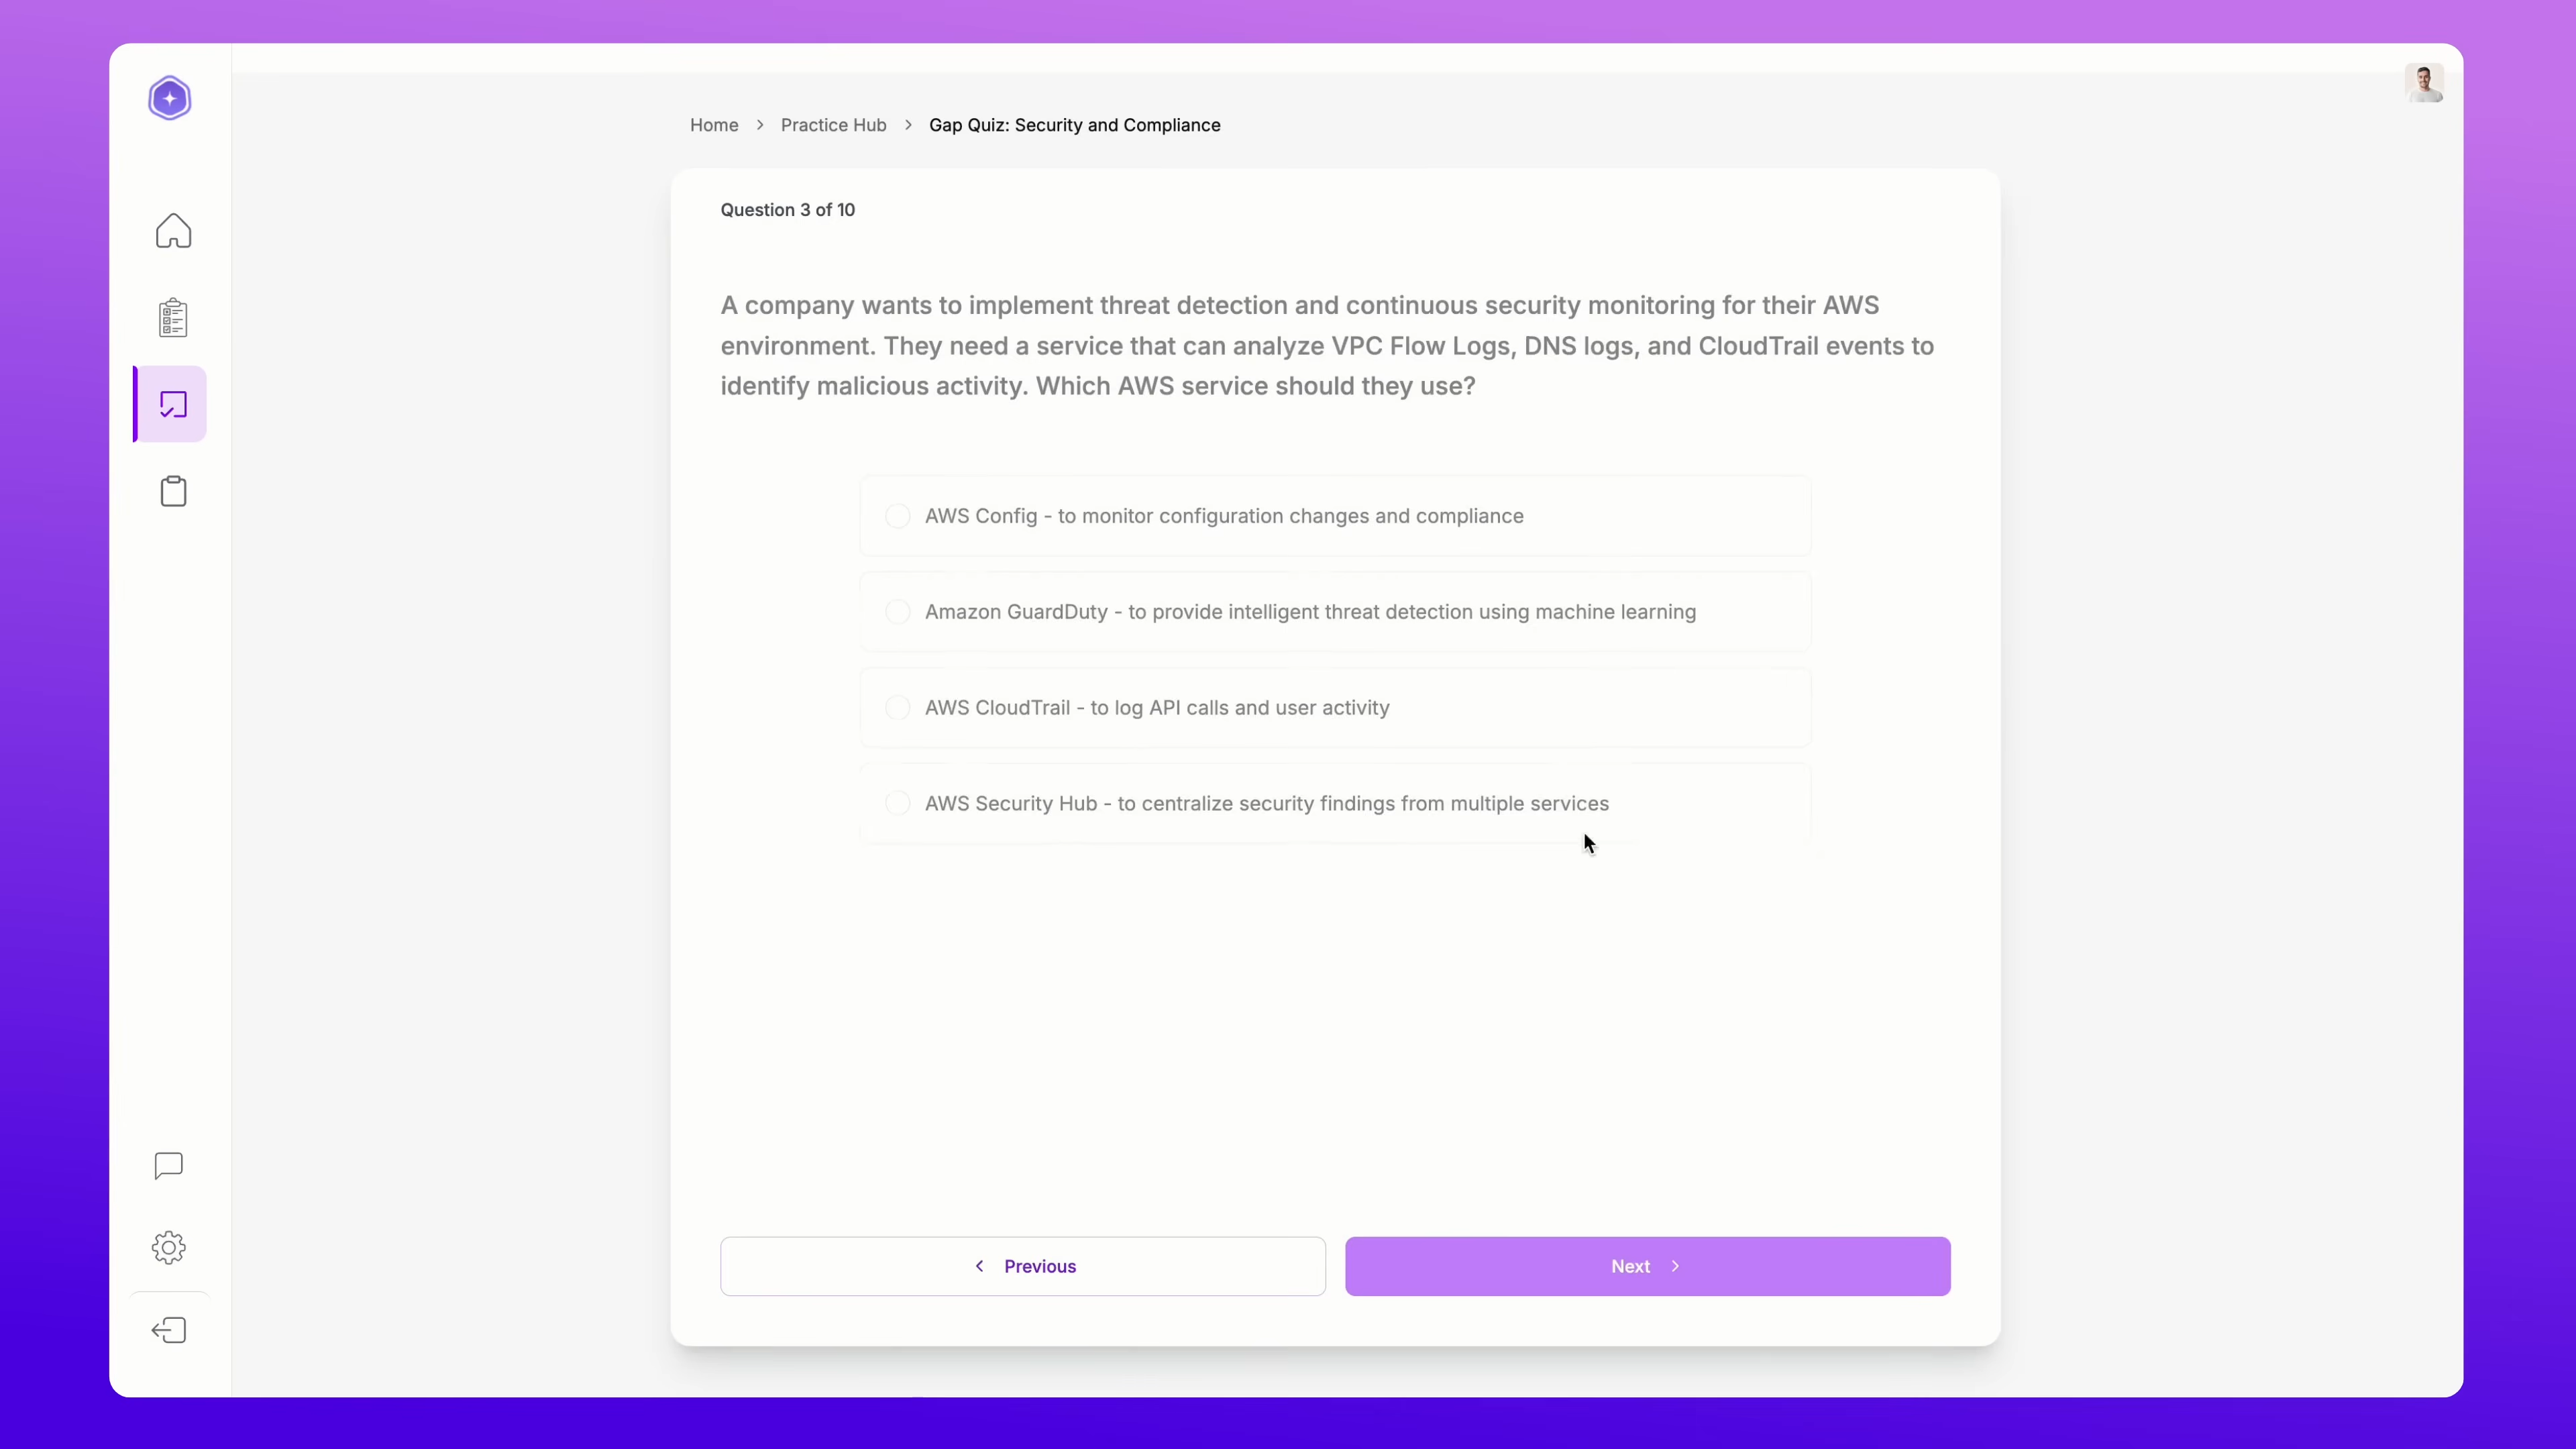 Home > Practice Hub > Gap Quiz: Security and Compliance
Question 3 of 10
A company wants to implement threat detection and continuous security monitoring for their AWS
environment. They need a service that can analyze VPC Flow Logs, DNS logs, and CloudTrail events to
identify malicious activity. Which AWS service should they use?
AWS Config - to monitor configuration changes and compliance
Amazon GuardDuty - to provide intelligent threat detection using machine learning
AWS CloudTrail - to log API calls and user activity
AWS Security Hub - to centralize security findings from multiple services
Previous
Next